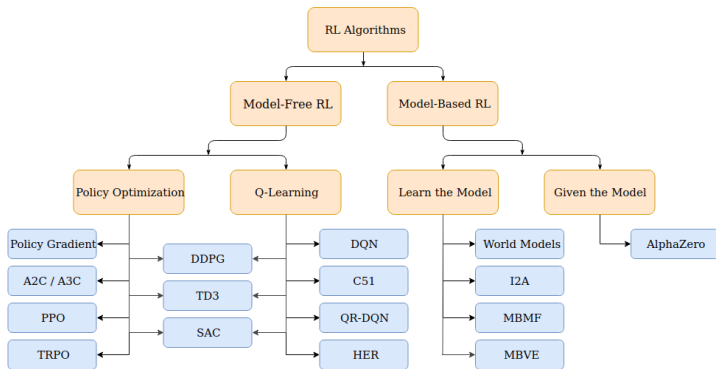 RL Algorithms
Model-Free RL
Model-Based RL
Policy Optimization
Q-Learning
Learn the Model
Given the Model
Policy Gradient
DDPG
DQN
World Models
AlphaZero
A2C / A3C
TD3
C51
I2A
PPO
SAC
QR-DQN
MBMF
TRPO
HER
MBVE